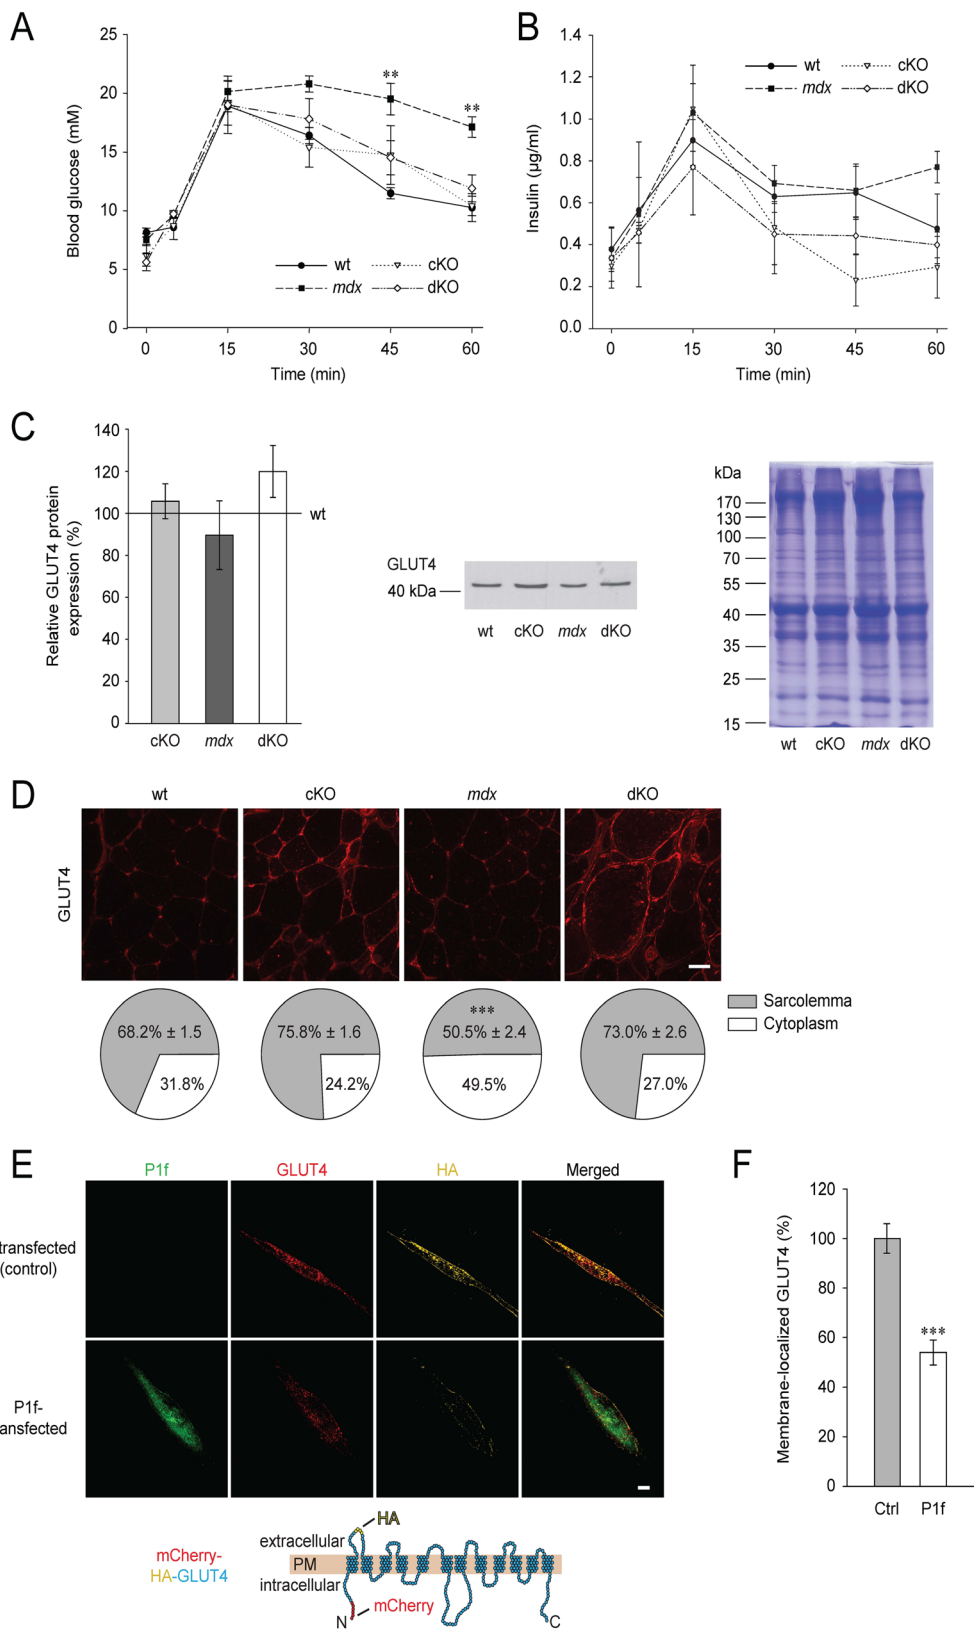 A
25
20
15
10
5
0
Blood glucose (mM)
**
**
wt
cKO
mdx
dKO
0 15 30 45 60
Time (min)
B
1.4
1.2
1.0
0.8
0.6
0.4
0.2
0.0
Insulin (µg/ml)
wt
cKO
mdx
dKO
0 15 30 45 60
Time (min)
C
140
120
100
80
60
40
20
0
Relative GLUT4 protein
expression (%)
wt
cKO mdx dKO
GLUT4
40 kDa
wt cKO mdx dKO
kDa
170
130
100
70
55
40
35
25
15
wt cKO mdx dKO
D
wt cKO mdx dKO
GLUT4
68.2% ± 1.5
31.8%
75.8% ± 1.6
24.2%
***
50.5% ± 2.4
49.5%
73.0% ± 2.6
27.0%
Sarcolemma
Cytoplasm
E
P1f GLUT4 HA Merged
transfected
(control)
P1f-
ansfected
HA
extracellular
PM
intracellular
mCherry-
HA-GLUT4
mCherry
N
C
F
120
100
80
60
40
20
0
Membrane-localized GLUT4 (%)
***
Ctrl P1f